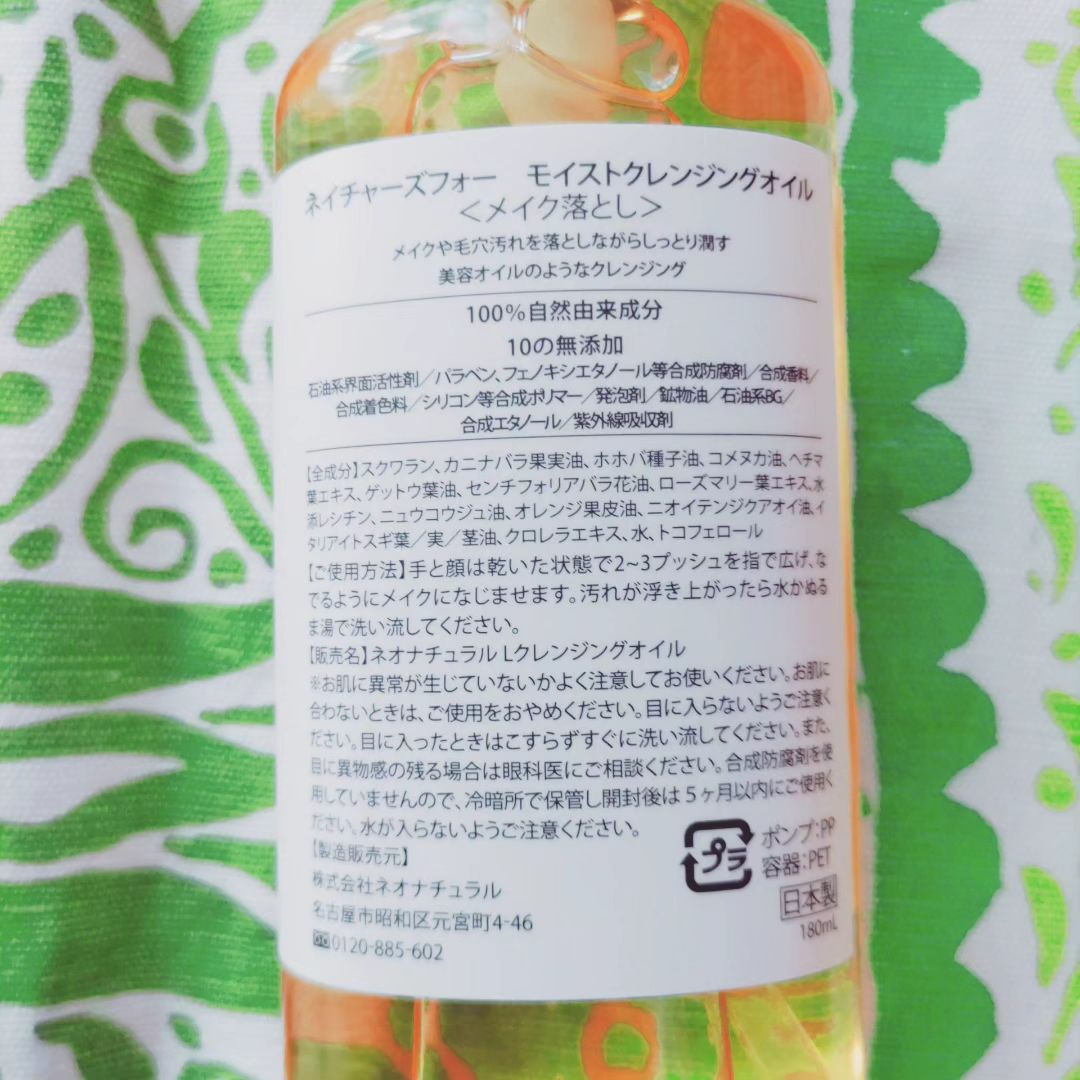 ネイチャーズフォー　モイストクレンジングオイル
＜メイク落とし＞
メイクや毛穴汚れを落としながらしっとり潤す
美容オイルのようなクレンジング
100%自然由来成分
10の無添加
石油系界面活性剤／パラベン、フェノキシエタノール等合成防腐剤／合成香料／
合成着色料／シリコン等合成ポリマー／発泡剤／鉱物油／石油系BG／
合成エタノール／紫外線吸収剤
【全成分】スクワラン、カニナバラ果実油、ホホバ種子油、コメヌカ油、ヘチマ
葉エキス、ゲットウ葉油、センチフォリアバラ花油、ローズマリー葉エキス、水
添レシチン、ニュウコウジュ油、オレンジ果皮油、ニオイテンジクアオイ油、イ
タリアイトスギ葉／実／茎油、クロレラエキス、水、トコフェロール
【ご使用方法】手と顔は乾いた状態で2~3プッシュを指で広げ、な
でるようにメイクになじませます。汚れが浮き上がったら水かぬる
ま湯で洗い流してください。
【販売名】ネオナチュラル Lクレンジングオイル
※お肌に異常が生じていないかよく注意してお使いください。お肌に
合わないときは、ご使用をおやめください。目に入らないようご注意く
ださい。目に入ったときはこすらずすぐに洗い流してください。また、
目に異物感の残る場合は眼科医にご相談ください。合成防腐剤を使
用していませんので、冷暗所で保管し開封後は5ヶ月以内にご使用く
ださい。水が入らないようご注意ください。
【製造販売元】
株式会社ネオナチュラル
名古屋市昭和区元宮町4-46
0120-885-602
プラ
ポンプ:PP
容器:PET
日本製
180mL